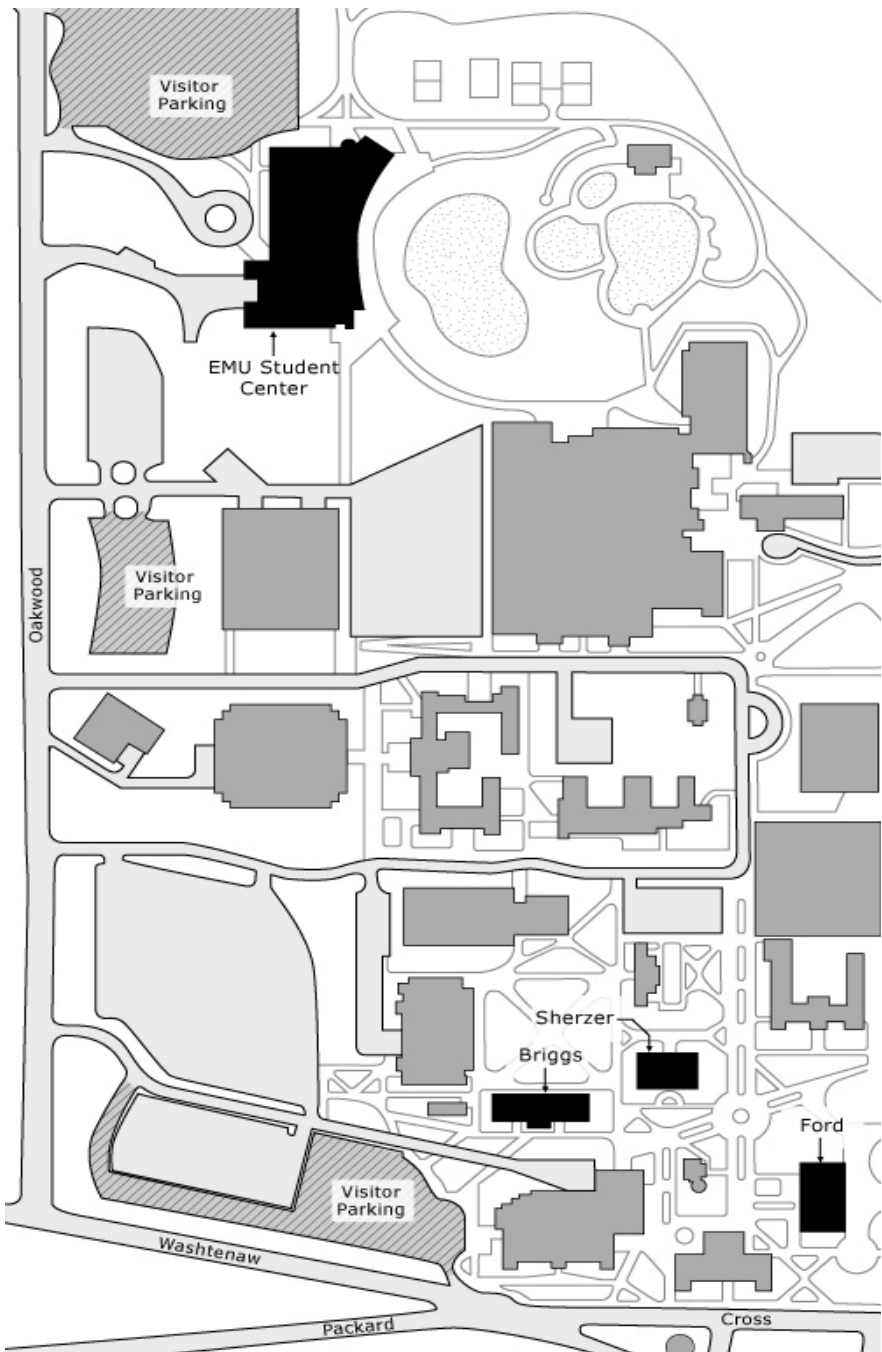 Visitor
Parking
EMU Student
Center
Visitor
Parking
Oakwood
Sherzer
Briggs
Ford
Visitor
Parking
Washtenaw
Packard
Cross